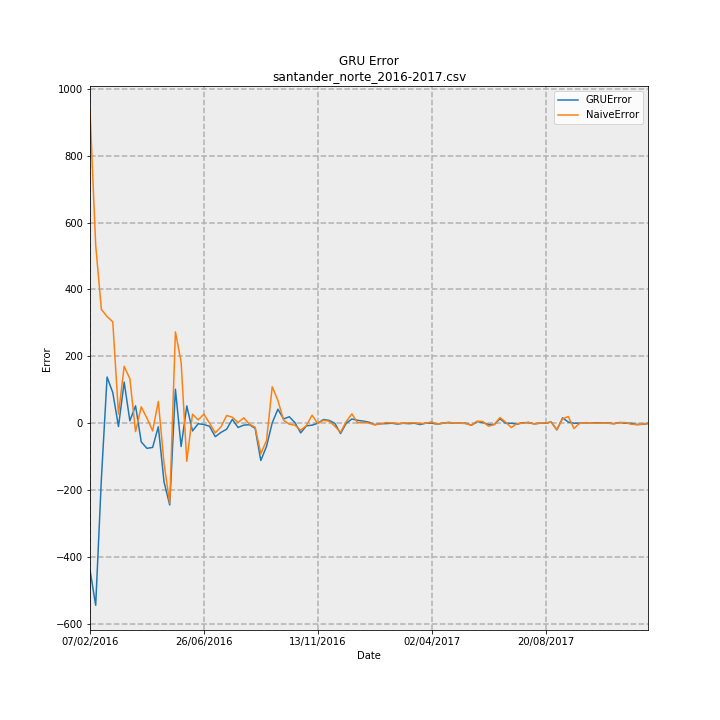 GRU Error
santander_norte_2016-2017.csv
GRUError
NaiveError
1000
800
600
400
200
0
−200
−400
−600
Error
07/02/2016
26/06/2016
13/11/2016
02/04/2017
20/08/2017
Date